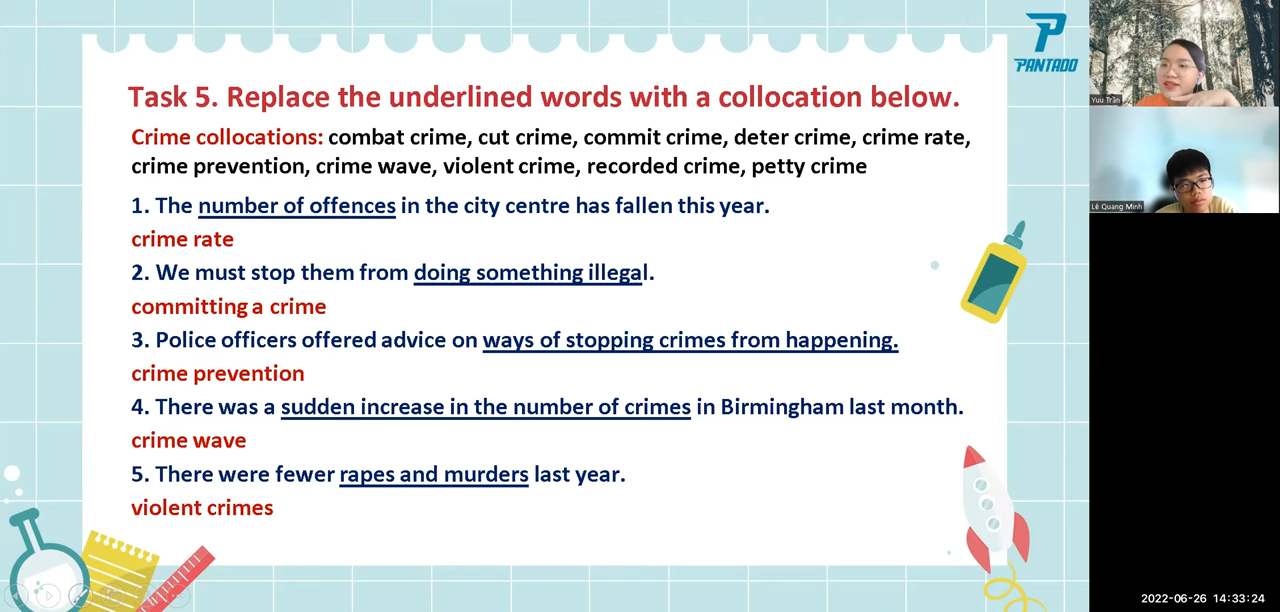 PANTADO
Task 5. Replace the underlined words with a collocation below.
Crime collocations: combat crime, cut crime, commit crime, deter crime, crime rate,
crime prevention, crime wave, violent crime, recorded crime, petty crime
1. The number of offences in the city centre has fallen this year.
crime rate
2. We must stop them from doing something illegal.
committing a crime
3. Police officers offered advice on ways of stopping crimes from happening.
crime prevention
4. There was a sudden increase in the number of crimes in Birmingham last month.
crime wave
5. There were fewer rapes and murders last year.
violent crimes
Yuu Trần
Lê Quang Minh
2022-06-26 14:33:24